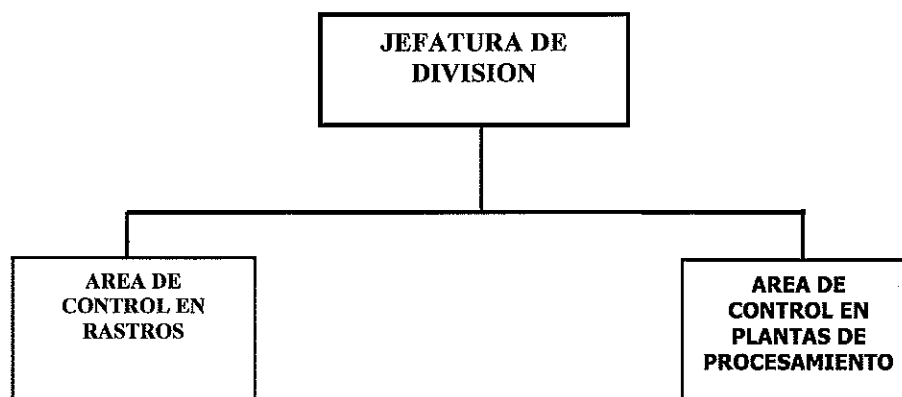 JEFATURA DE
DIVISION
AREA DE
CONTROL EN
RASTROS
AREA DE
CONTROL EN
PLANTAS DE
PROCESAMIENTO